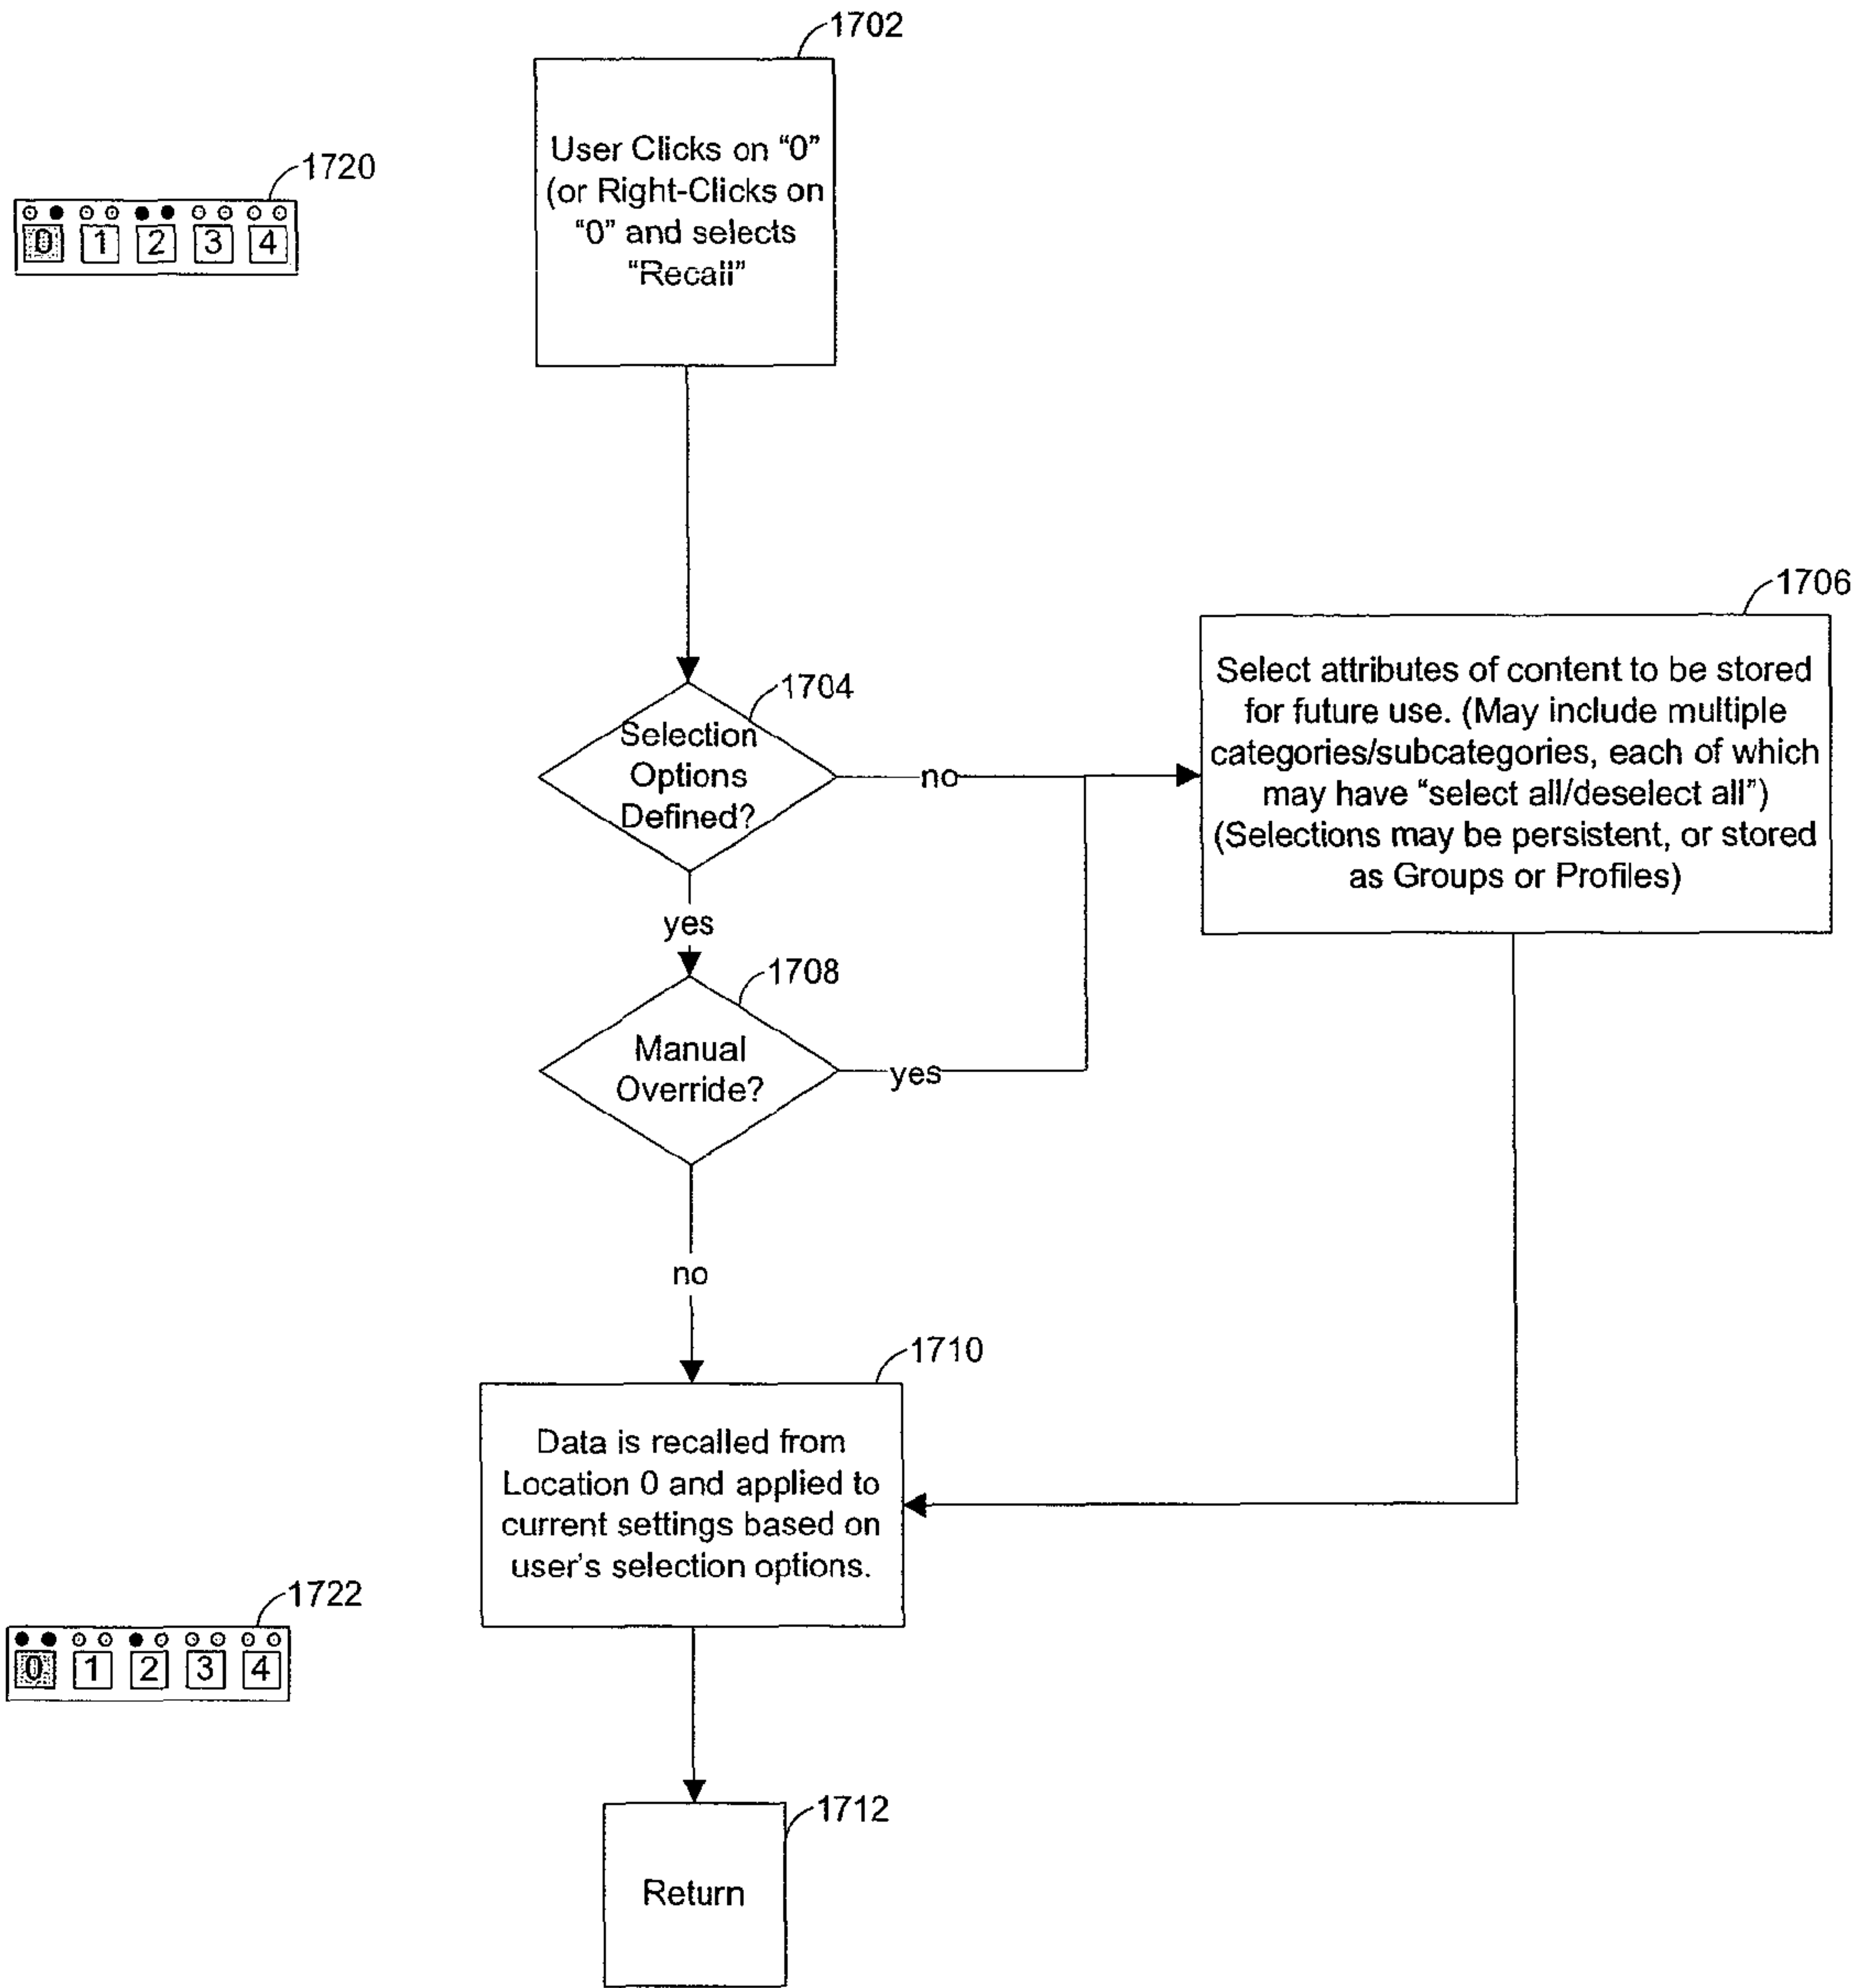 1702
User Clicks on “0”
(or Right-Clicks on
“0” and selects
“Recall”
1720
0 1 2 3 4
1704
Selection
Options
Defined?
no
yes
1706
Select attributes of content to be stored
for future use. (May include multiple
categories/subcategories, each of which
may have “select all/deselect all”)
(Selections may be persistent, or stored
as Groups or Profiles)
1708
Manual
Override?
yes
no
1710
Data is recalled from
Location 0 and applied to
current settings based on
user’s selection options.
1722
0 1 2 3 4
1712
Return